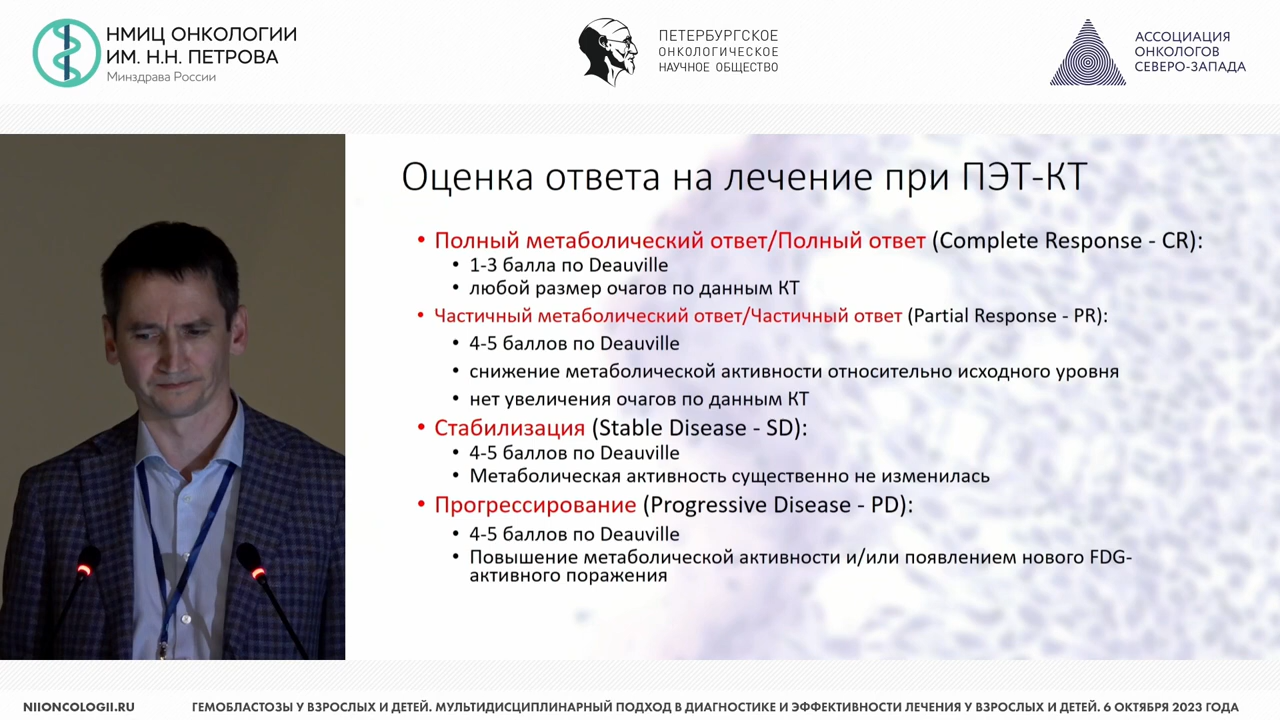 НМИЦ ОНКОЛОГИИ
ИМ. Н.Н. ПЕТРОВА
Минздрава России
ПЕТЕРБУРГСКОЕ
ОНКОЛОГИЧЕСКОЕ
НАУЧНОЕ ОБЩЕСТВО
АССОЦИАЦИЯ
ОНКОЛОГОВ
СЕВЕРО-ЗАПАДА
Оценка ответа на лечение при ПЭТ-КТ
• Полный метаболический ответ/Полный ответ (Complete Response - CR):
• 1-3 балла по Deauville
• любой размер очагов по данным КТ
• Частичный метаболический ответ/Частичный ответ (Partial Response - PR):
• 4-5 баллов по Deauville
• снижение метаболической активности относительно исходного уровня
• нет увеличения очагов по данным КТ
• Стабилизация (Stable Disease - SD):
• 4-5 баллов по Deauville
• Метаболическая активность существенно не изменилась
• Прогрессирование (Progressive Disease - PD):
• 4-5 баллов по Deauville
• Повышение метаболической активности и/или появлением нового FDG-
активного поражения
NIIONCOLOGII.RU
ГЕМОБЛАСТОЗЫ У ВЗРОСЛЫХ И ДЕТЕЙ. МУЛЬТИДИСЦИПЛИНАРНЫЙ ПОДХОД В ДИАГНОСТИКЕ И ЭФФЕКТИВНОСТИ ЛЕЧЕНИЯ У ВЗРОСЛЫХ И ДЕТЕЙ. 6 ОКТЯБРЯ 2023 ГОДА